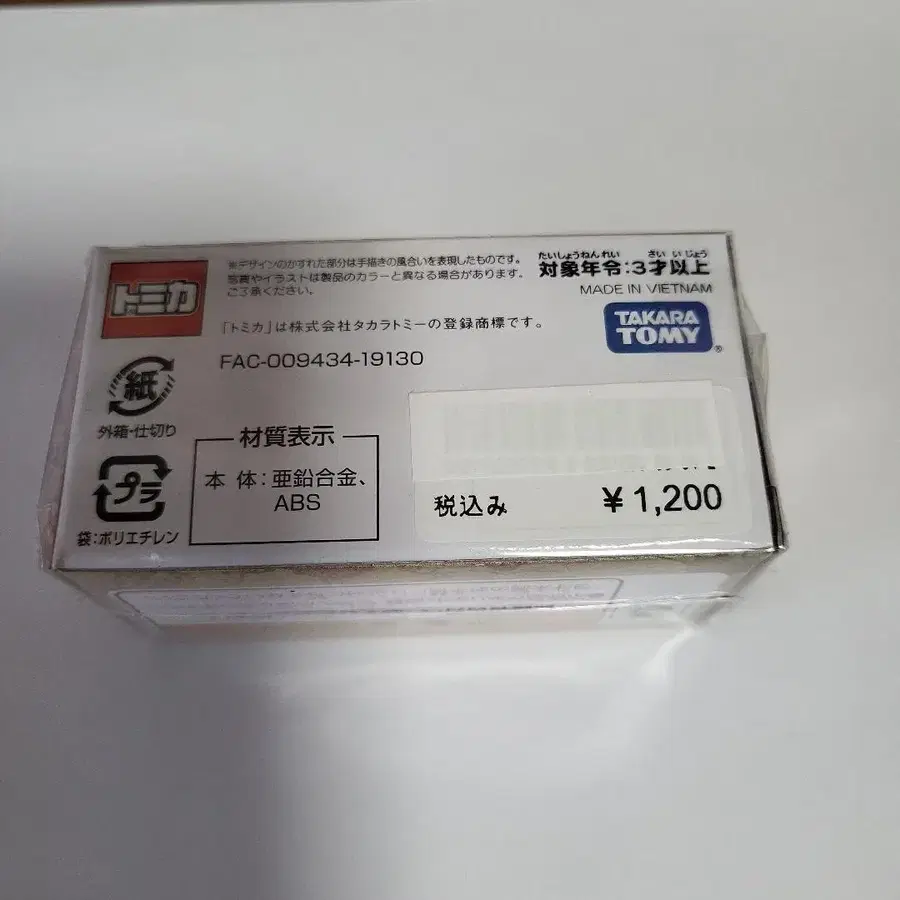 トミカ
※デザインのかすれた部分は手描きの風合いを表現したものです。
写真やイラストは製品のカラーと異なる場合があります。
ご了承ください。
たいしょうねんれい さい いじょう
対象年令:3才以上
MADE IN VIETNAM
「トミカ」は株式会社タカラトミーの登録商標です。
TAKARA
TOMY®
FAC-009434-19130
紙
外箱・仕切り
プラ
袋:ポリエチレン
材質表示
本 体:亜鉛合金、
ABS
税込み ¥1,200